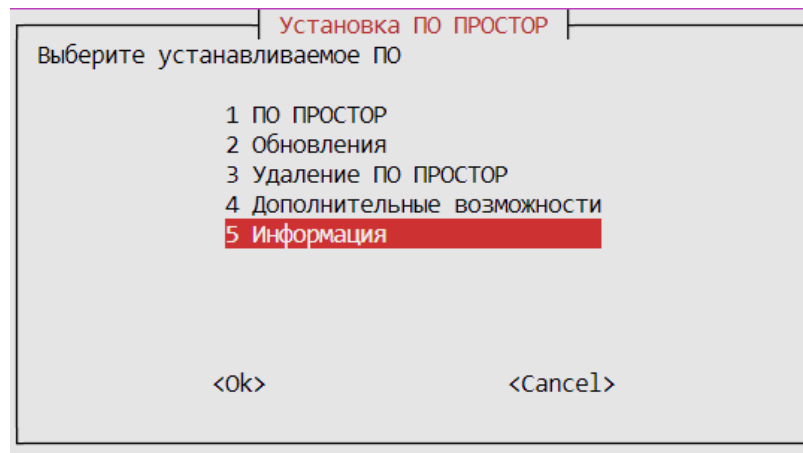 Установка ПО ПРОСТОР
Выберите устанавливаемое ПО
1 ПО ПРОСТОР
2 Обновления
3 Удаление ПО ПРОСТОР
4 Дополнительные возможности
5 Информация
<Ok> <Cancel>